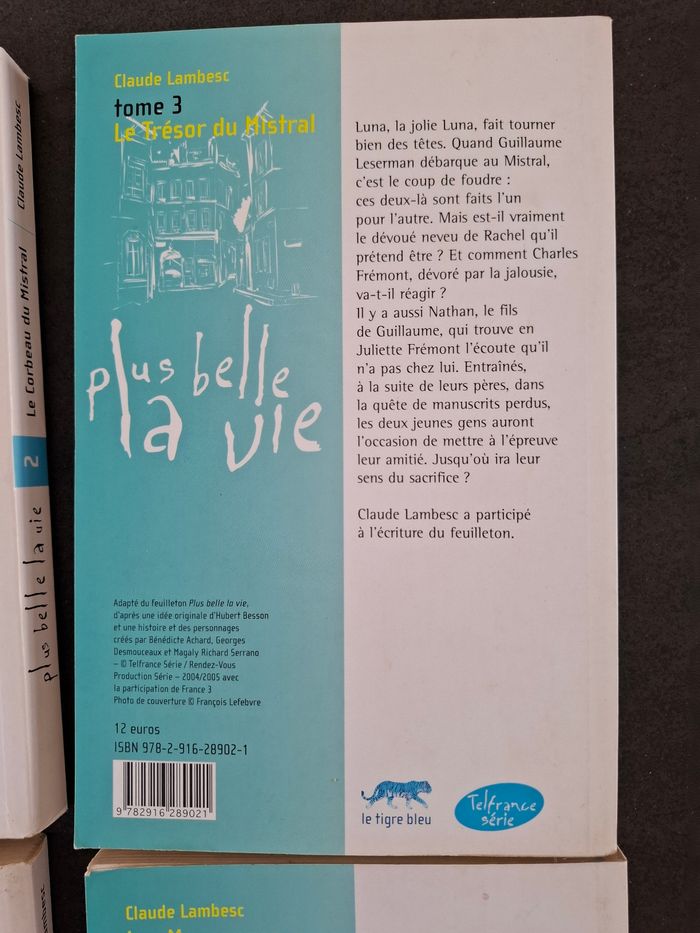 Claude Lambesc
tome 3
Le Trésor du Mistral
plus belle
la vie
Adapté du feuilleton Plus belle la vie,
d'après une idée originale d'Hubert Besson
et une histoire et des personnages
créés par Bénédicte Achard, Georges
Desmouceaux et Magaly Richard Serrano
– © Telfrance Série / Rendez-Vous
Production Série – 2004/2005 avec
la participation de France 3
Photo de couverture © François Lefebvre
12 euros
ISBN 978-2-916-28902-1
9 782916 289021
Luna, la jolie Luna, fait tourner
bien des têtes. Quand Guillaume
Leserman débarque au Mistral,
c'est le coup de foudre :
ces deux-là sont faits l'un
pour l'autre. Mais est-il vraiment
le dévoué neveu de Rachel qu'il
prétend être ? Et comment Charles
Frémont, dévoré par la jalousie,
va-t-il réagir ?
Il y a aussi Nathan, le fils
de Guillaume, qui trouve en
Juliette Frémont l'écoute qu'il
n'a pas chez lui. Entraînés,
à la suite de leurs pères, dans
la quête de manuscrits perdus,
les deux jeunes gens auront
l'occasion de mettre à l'épreuve
leur amitié. Jusqu'où ira leur
sens du sacrifice ?
Claude Lambesc a participé
à l'écriture du feuilleton.
le tigre bleu
Telfrance
série
plus belle la vie 2 Le Corbeau du Mistral / Claude Lambesc
Claude Lambesc